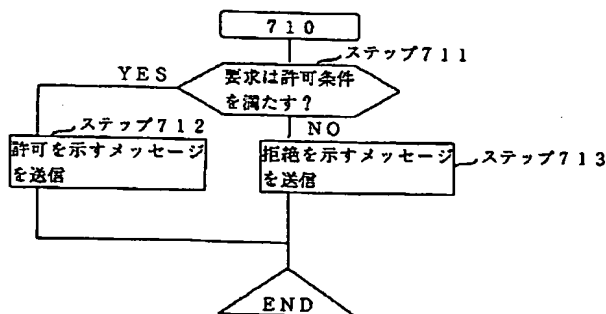 710
ステップ711
YES
要求は許可条件
を満たす?
ステップ712
NO
許可を示すメッセージ
を送信
拒絶を示すメッセージ
を送信
ステップ713
END